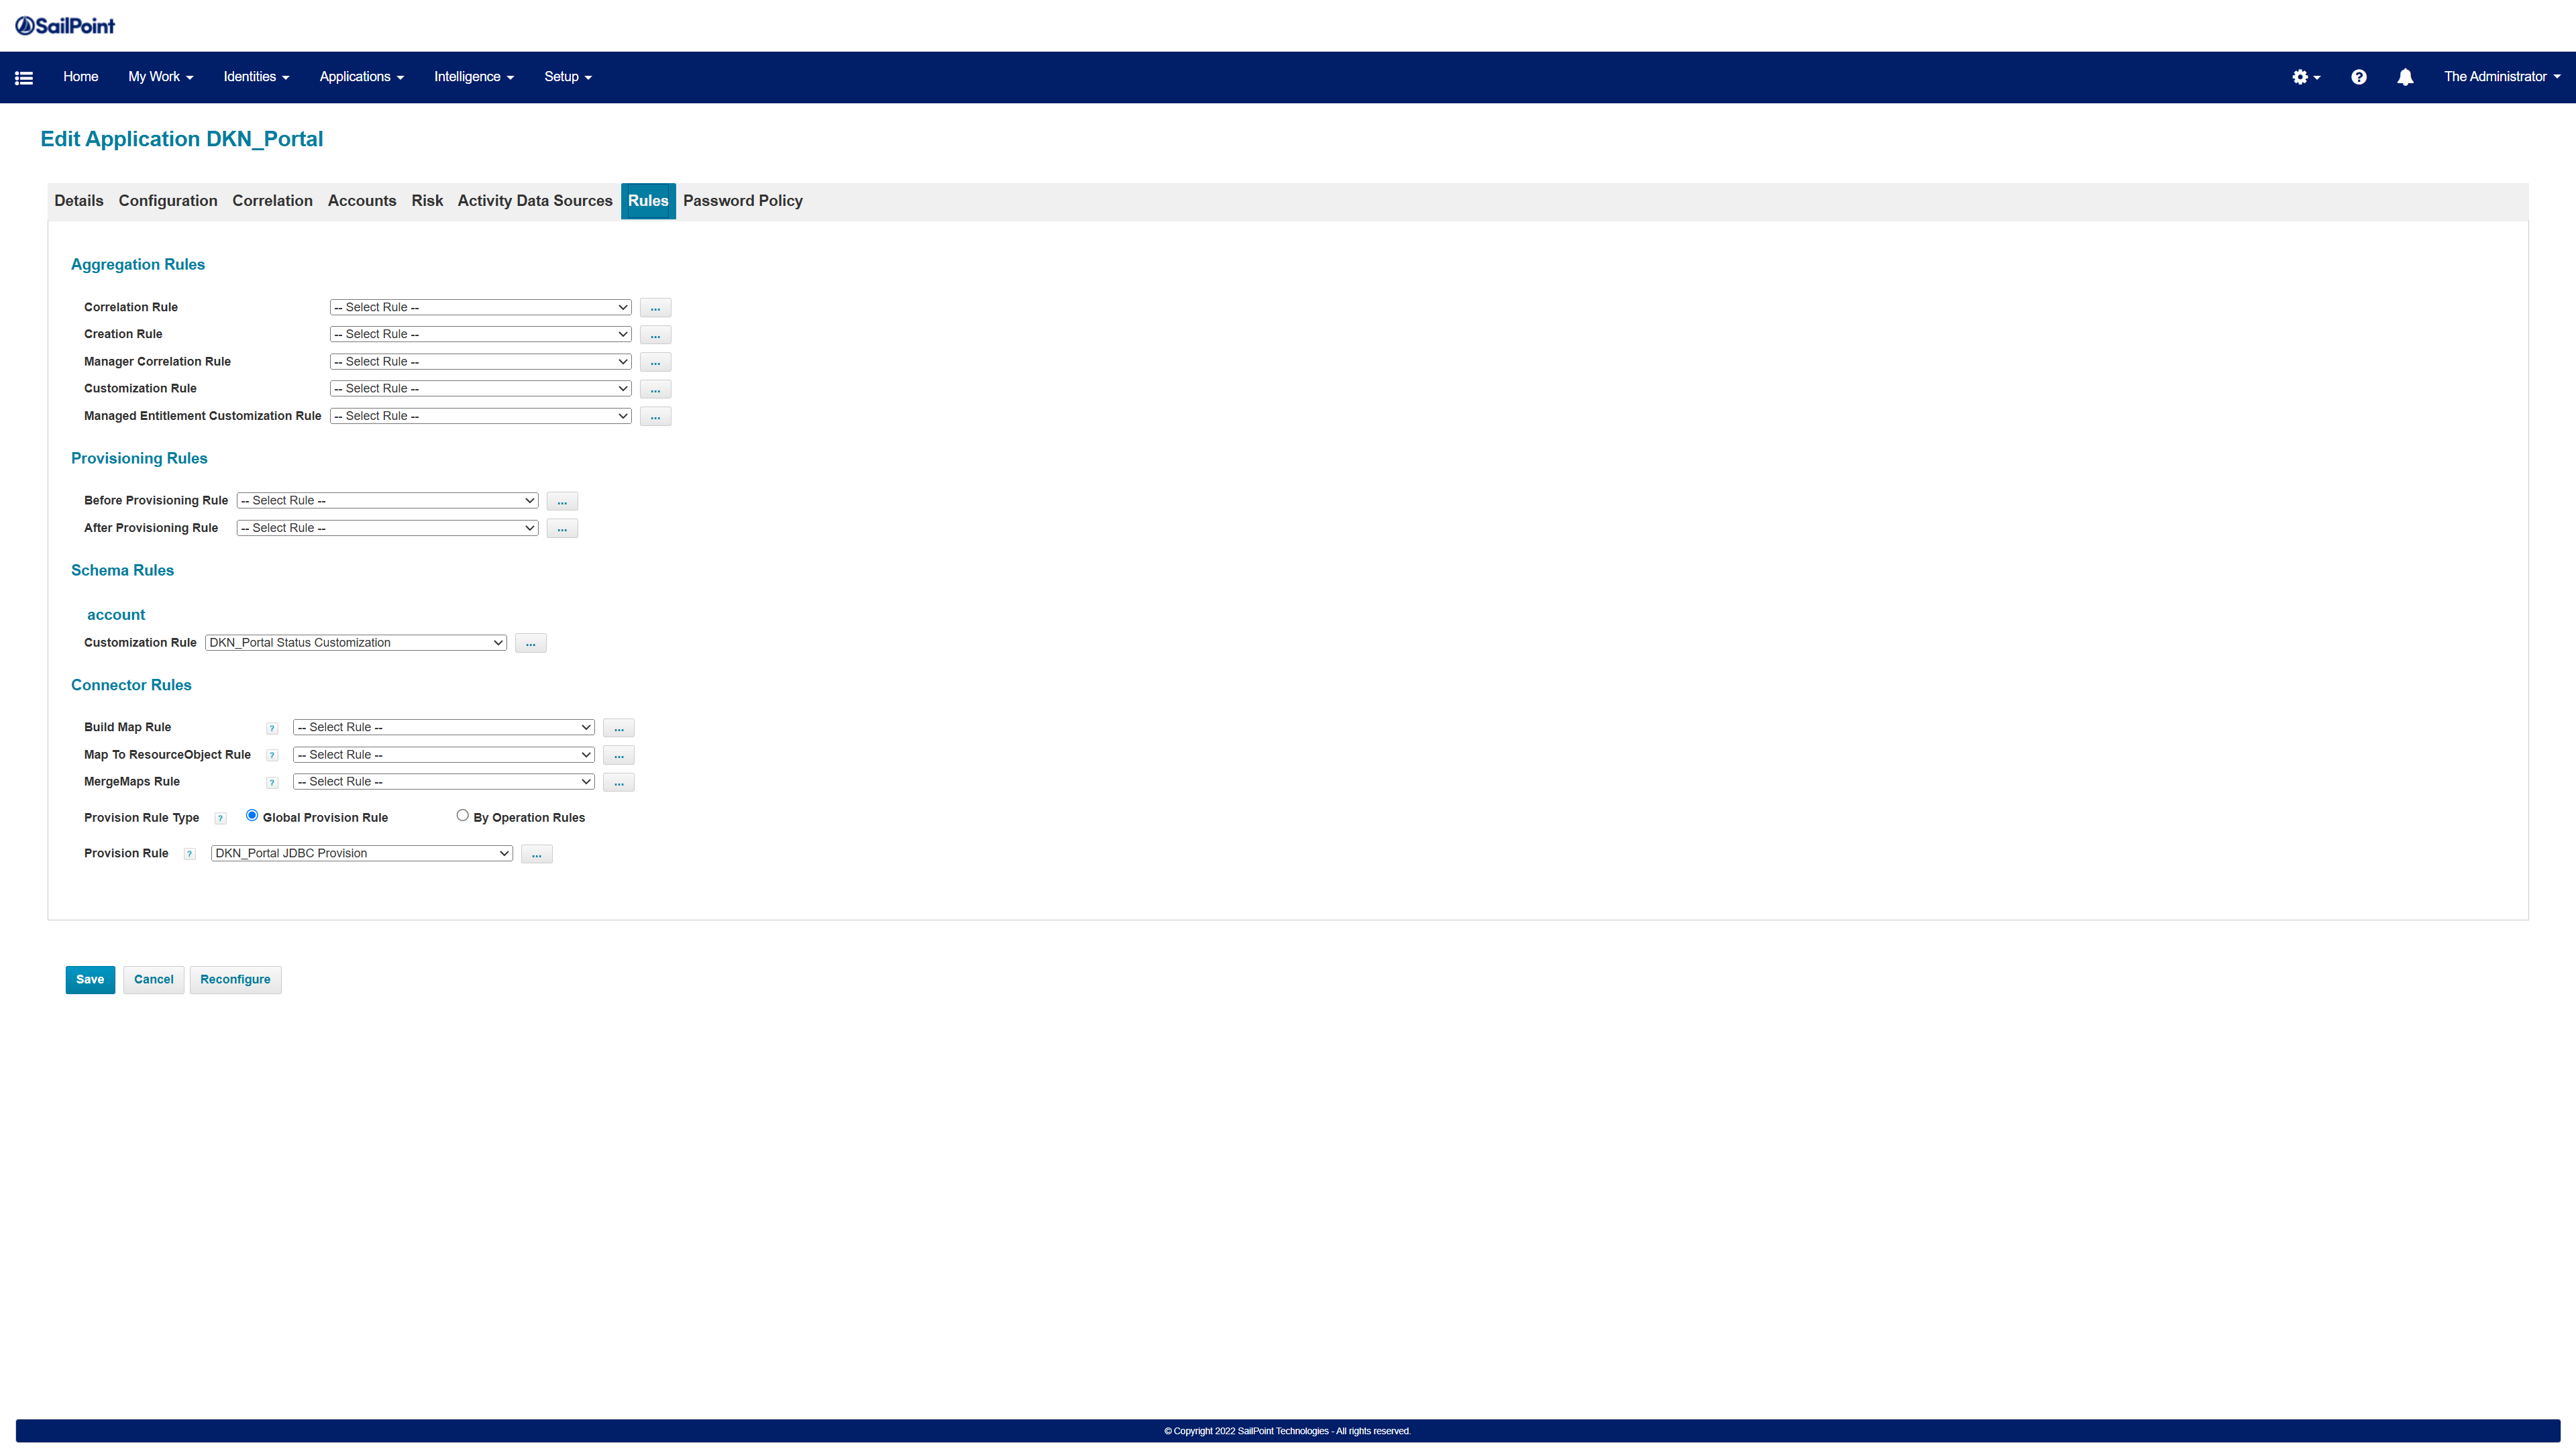 SailPoint
Home My Work Identities Applications Intelligence Setup The Administrator
Edit Application DKN_Portal
Details Configuration Correlation Accounts Risk Activity Data Sources Rules Password Policy
Aggregation Rules
Correlation Rule -- Select Rule -- ...
Creation Rule -- Select Rule -- ...
Manager Correlation Rule -- Select Rule -- ...
Customization Rule -- Select Rule -- ...
Managed Entitlement Customization Rule -- Select Rule -- ...
Provisioning Rules
Before Provisioning Rule -- Select Rule -- ...
After Provisioning Rule -- Select Rule -- ...
Schema Rules
account
Customization Rule DKN_Portal Status Customization ...
Connector Rules
Build Map Rule ? -- Select Rule -- ...
Map To ResourceObject Rule ? -- Select Rule -- ...
MergeMaps Rule ? -- Select Rule -- ...
Provision Rule Type ? Global Provision Rule By Operation Rules
Provision Rule ? DKN_Portal JDBC Provision ...
Save Cancel Reconfigure
© Copyright 2022 SailPoint Technologies - All rights reserved.